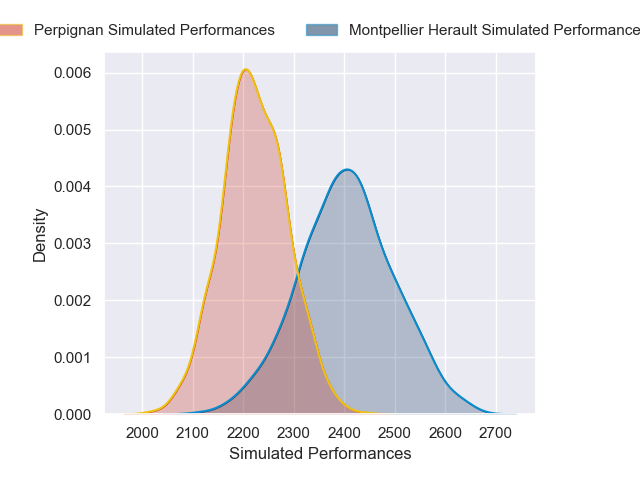 Perpignan Simulated Performances
Montpellier Herault Simulated Performance
0.006
0.005
0.004
0.003
0.002
0.001
0.000
Density
2000 2100 2200 2300 2400 2500 2600 2700
Simulated Performances